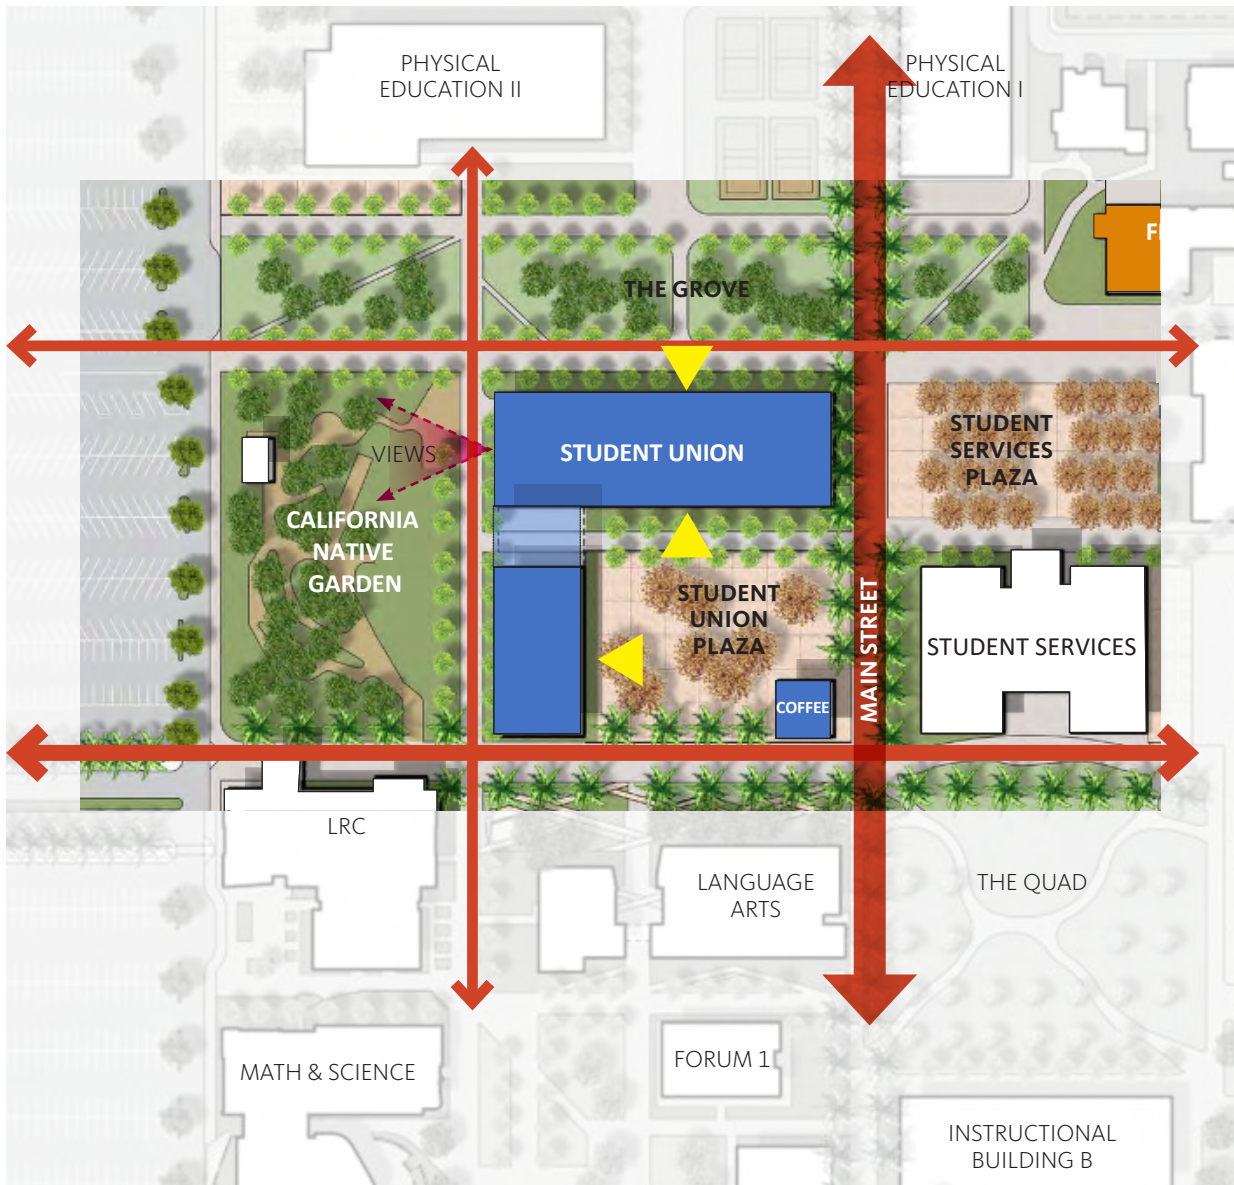 PHYSICAL
EDUCATION II
PHYSICAL
EDUCATION I
THE GROVE
STUDENT UNION
STUDENT
SERVICES
PLAZA
VIEWS
CALIFORNIA
NATIVE
GARDEN
STUDENT
UNION
PLAZA
MAIN STREET
STUDENT SERVICES
COFFEE
LRC
LANGUAGE
ARTS
THE QUAD
MATH & SCIENCE
FORUM 1
INSTRUCTIONAL
BUILDING B